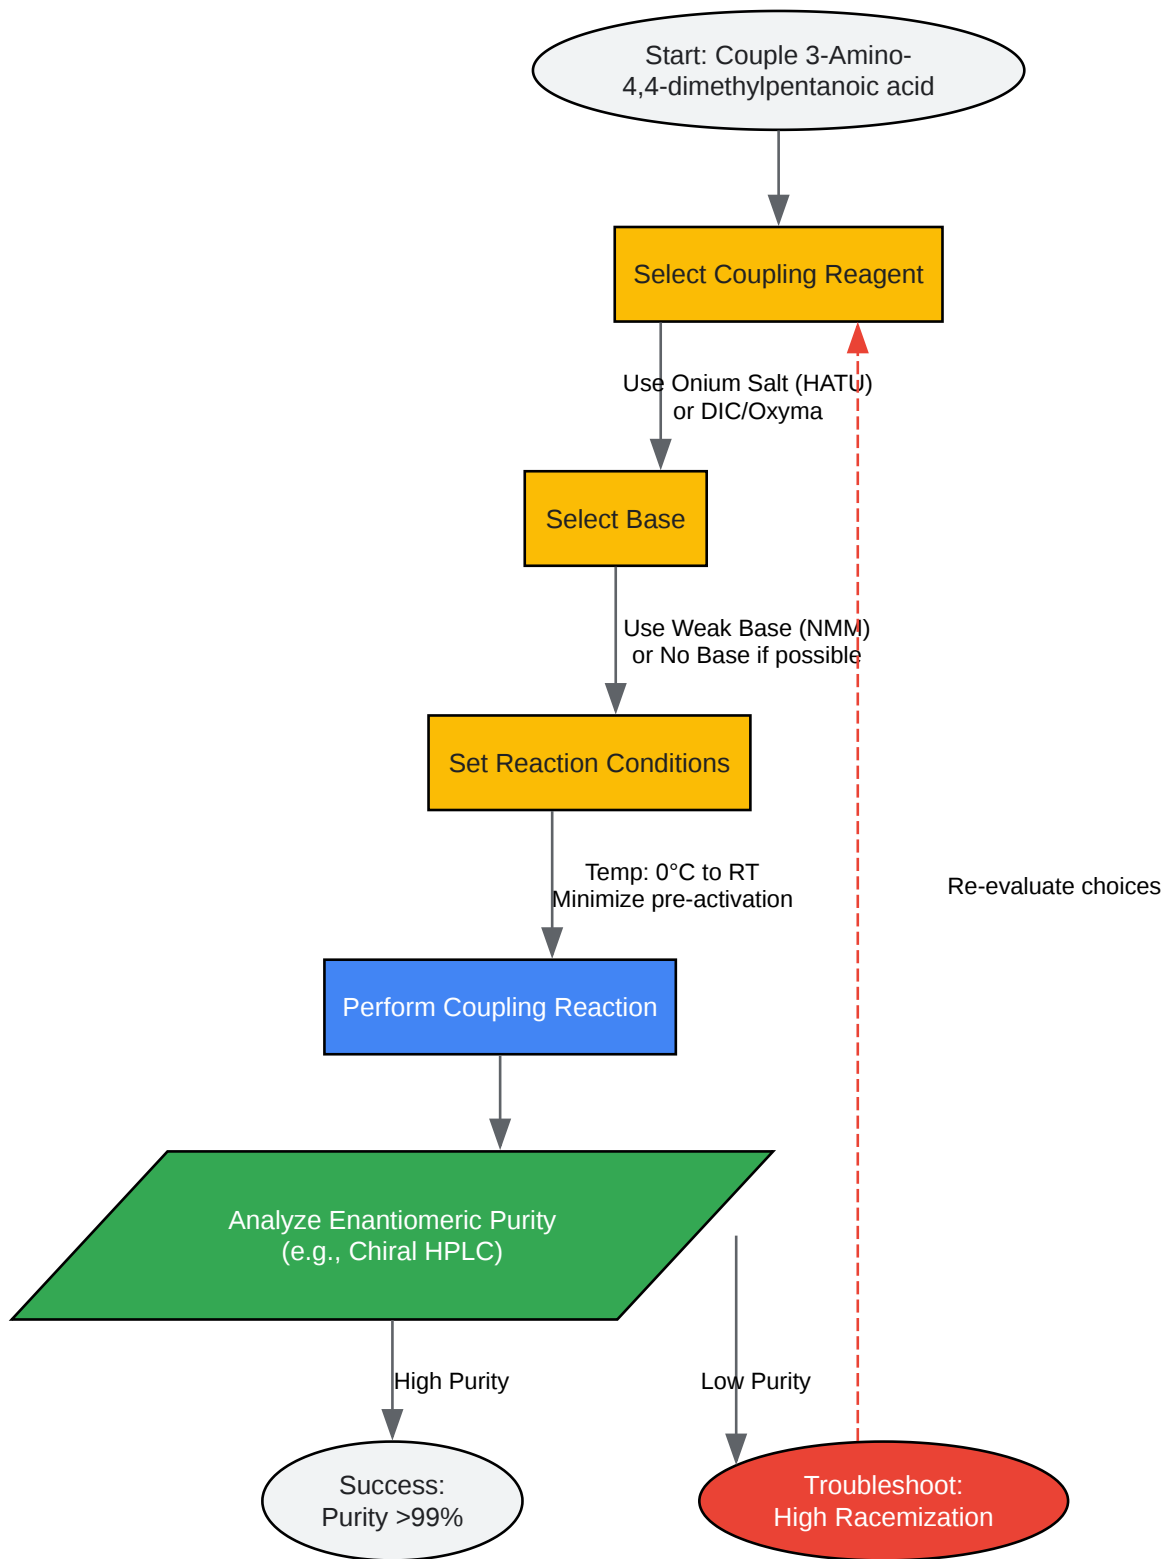 Start: Couple 3-Amino-
4,4-dimethylpentanoic acid
Select Coupling Reagent
Use Onium Salt (HATU)
or DIC/Oxyma
Select Base
Use Weak Base (NMM)
or No Base if possible
Set Reaction Conditions
Temp: 0°C to RT
Minimize pre-activation
Re-evaluate choices
Perform Coupling Reaction
Analyze Enantiomeric Purity
(e.g., Chiral HPLC)
High Purity
Low Purity
Success:
Purity >99%
Troubleshoot:
High Racemization